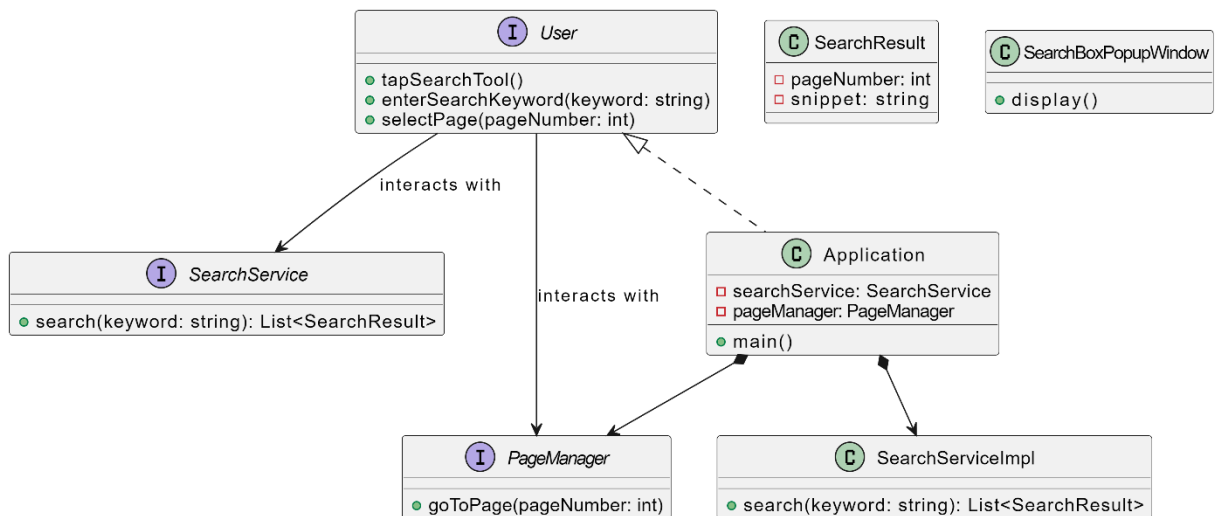 I User
tapSearchTool()
enterSearchKeyword(keyword: string)
selectPage(pageNumber: int)
C SearchResult
pageNumber: int
snippet: string
C SearchBoxPopupWindow
display()
interacts with
I SearchService
search(keyword: string): List<SearchResult>
interacts with
C Application
searchService: SearchService
pageManager: PageManager
main()
I PageManager
goToPage(pageNumber: int)
C SearchServiceImpl
search(keyword: string): List<SearchResult>